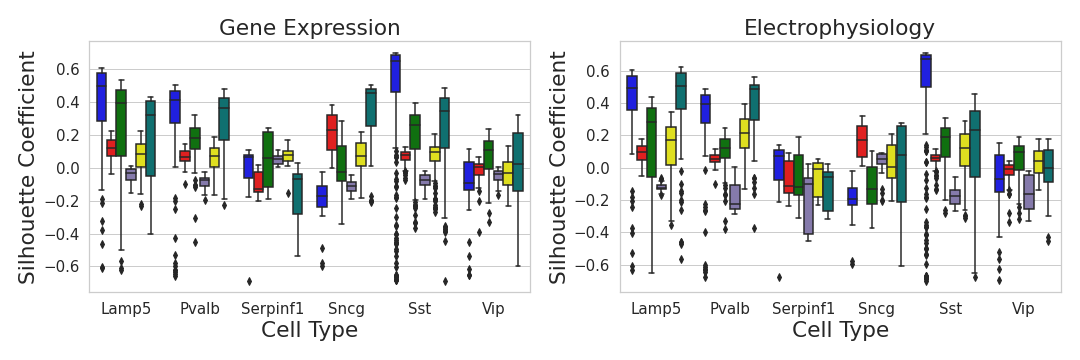 Gene Expression
Silhouette Coefficient
0.6
0.4
0.2
0.0
−0.2
−0.4
−0.6
Lamp5 Pvalb Serpinf1 Sncg Sst Vip
Cell Type
Electrophysiology
Silhouette Coefficient
0.6
0.4
0.2
0.0
−0.2
−0.4
−0.6
Lamp5 Pvalb Serpinf1 Sncg Sst Vip
Cell Type